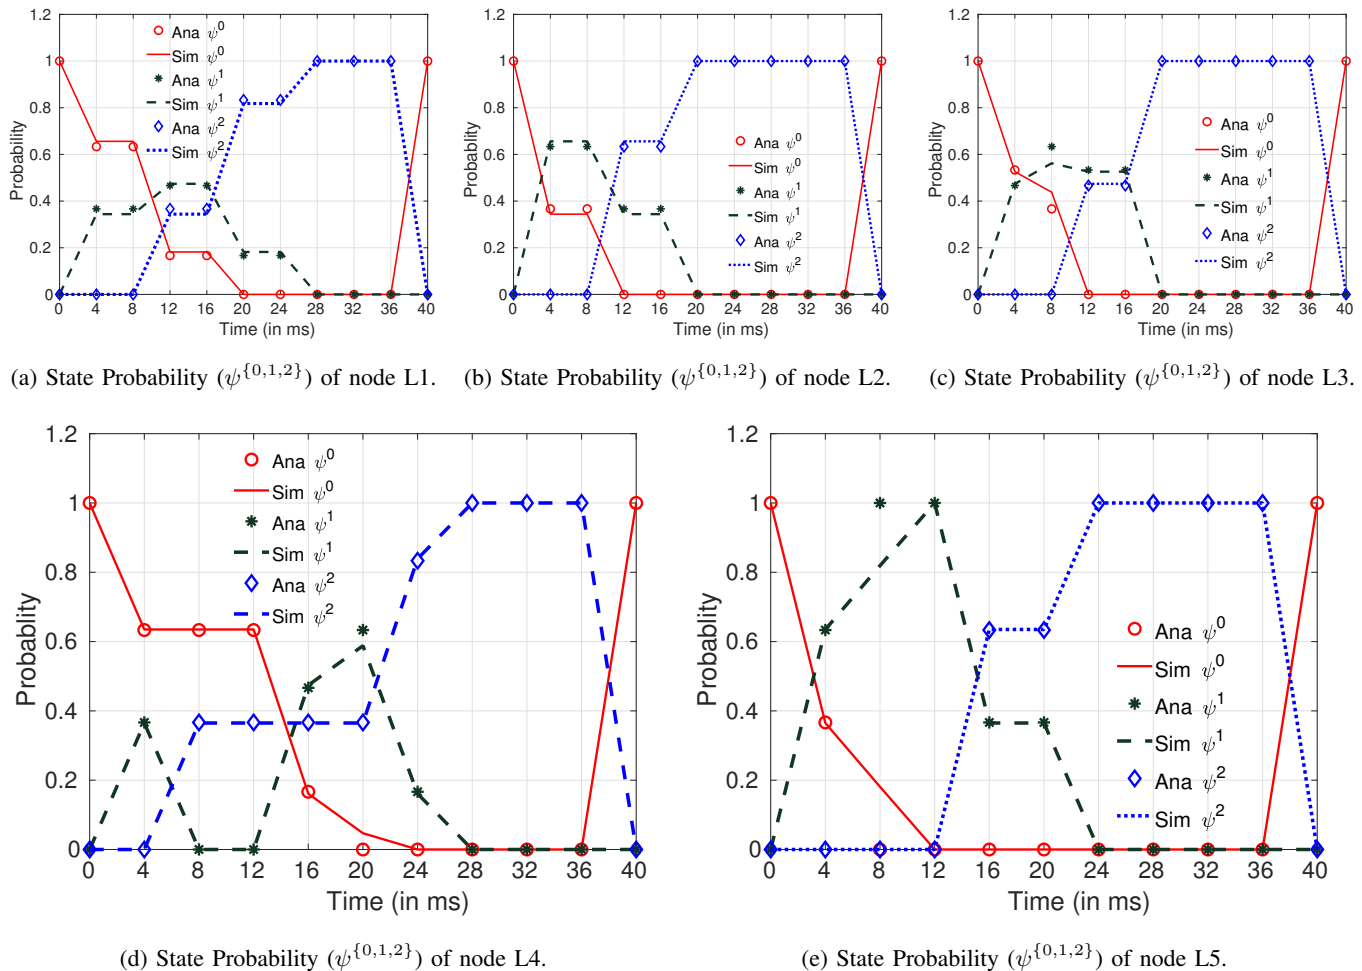 1.2
1
0.8
0.6
0.4
0.2
0
Probability
Ana ψ^0
Sim ψ^0
Ana ψ^1
Sim ψ^1
Ana ψ^2
Sim ψ^2
0 4 8 12 16 20 24 28 32 36 40
Time (in ms)
1.2
1
0.8
0.6
0.4
0.2
0
Probability
Ana ψ^0
Sim ψ^0
Ana ψ^1
Sim ψ^1
Ana ψ^2
Sim ψ^2
0 4 8 12 16 20 24 28 32 36 40
Time (in ms)
1.2
1
0.8
0.6
0.4
0.2
0
Probability
Ana ψ^0
Sim ψ^0
Ana ψ^1
Sim ψ^1
Ana ψ^2
Sim ψ^2
0 4 8 12 16 20 24 28 32 36 40
Time (in ms)
(a) State Probability (ψ^{0,1,2}) of node L1.
(b) State Probability (ψ^{0,1,2}) of node L2.
(c) State Probability (ψ^{0,1,2}) of node L3.
1.2
1
0.8
0.6
0.4
0.2
0
Probablity
Ana ψ^0
Sim ψ^0
Ana ψ^1
Sim ψ^1
Ana ψ^2
Sim ψ^2
0 4 8 12 16 20 24 28 32 36 40
Time (in ms)
1.2
1
0.8
0.6
0.4
0.2
0
Probablity
Ana ψ^0
Sim ψ^0
Ana ψ^1
Sim ψ^1
Ana ψ^2
Sim ψ^2
0 4 8 12 16 20 24 28 32 36 40
Time (in ms)
(d) State Probability (ψ^{0,1,2}) of node L4.
(e) State Probability (ψ^{0,1,2}) of node L5.